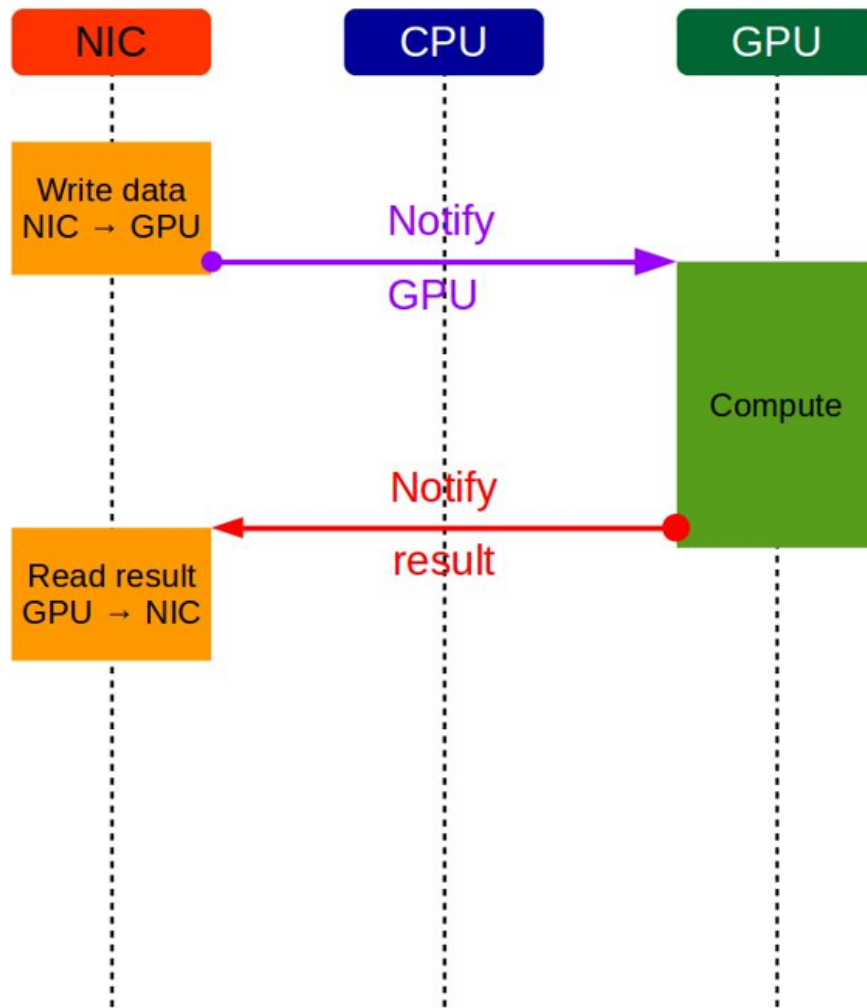 NIC
CPU
GPU
Write data
NIC → GPU
Notify
GPU
Compute
Notify
result
Read result
GPU → NIC